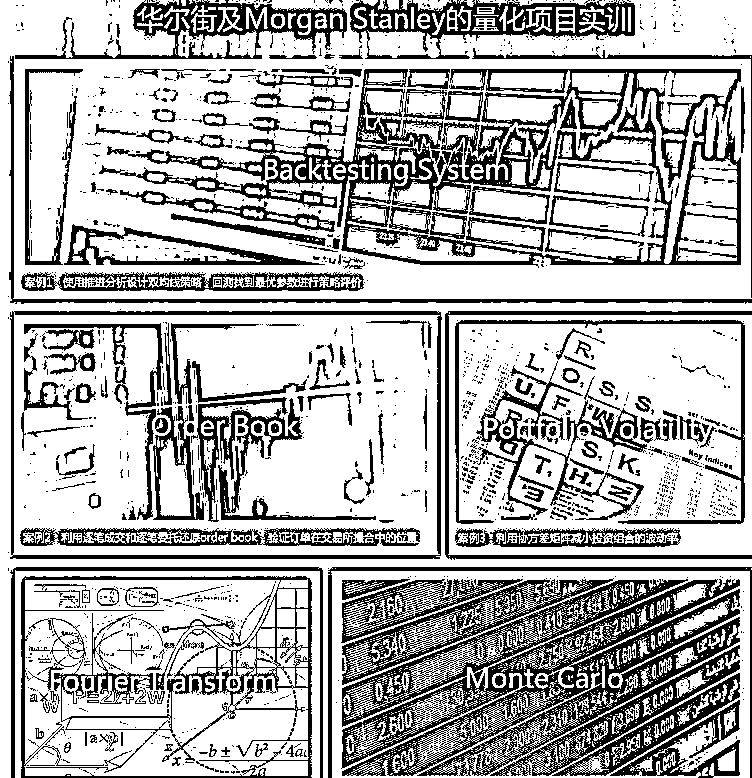 华尔街及Morgan Stanley的量化项目实训
Backtesting System
案例1：使用推进分析设计双均线策略，回测找到最优参数进行策略评价
Order Book
Portfolio Volatility
案例2：利用逐笔成交和逐笔委托还原order book，验证订单在交易所撮合中的位置
案例3：利用协方差矩阵减小投资组合的波动率
Fourier Transform
Monte Carlo